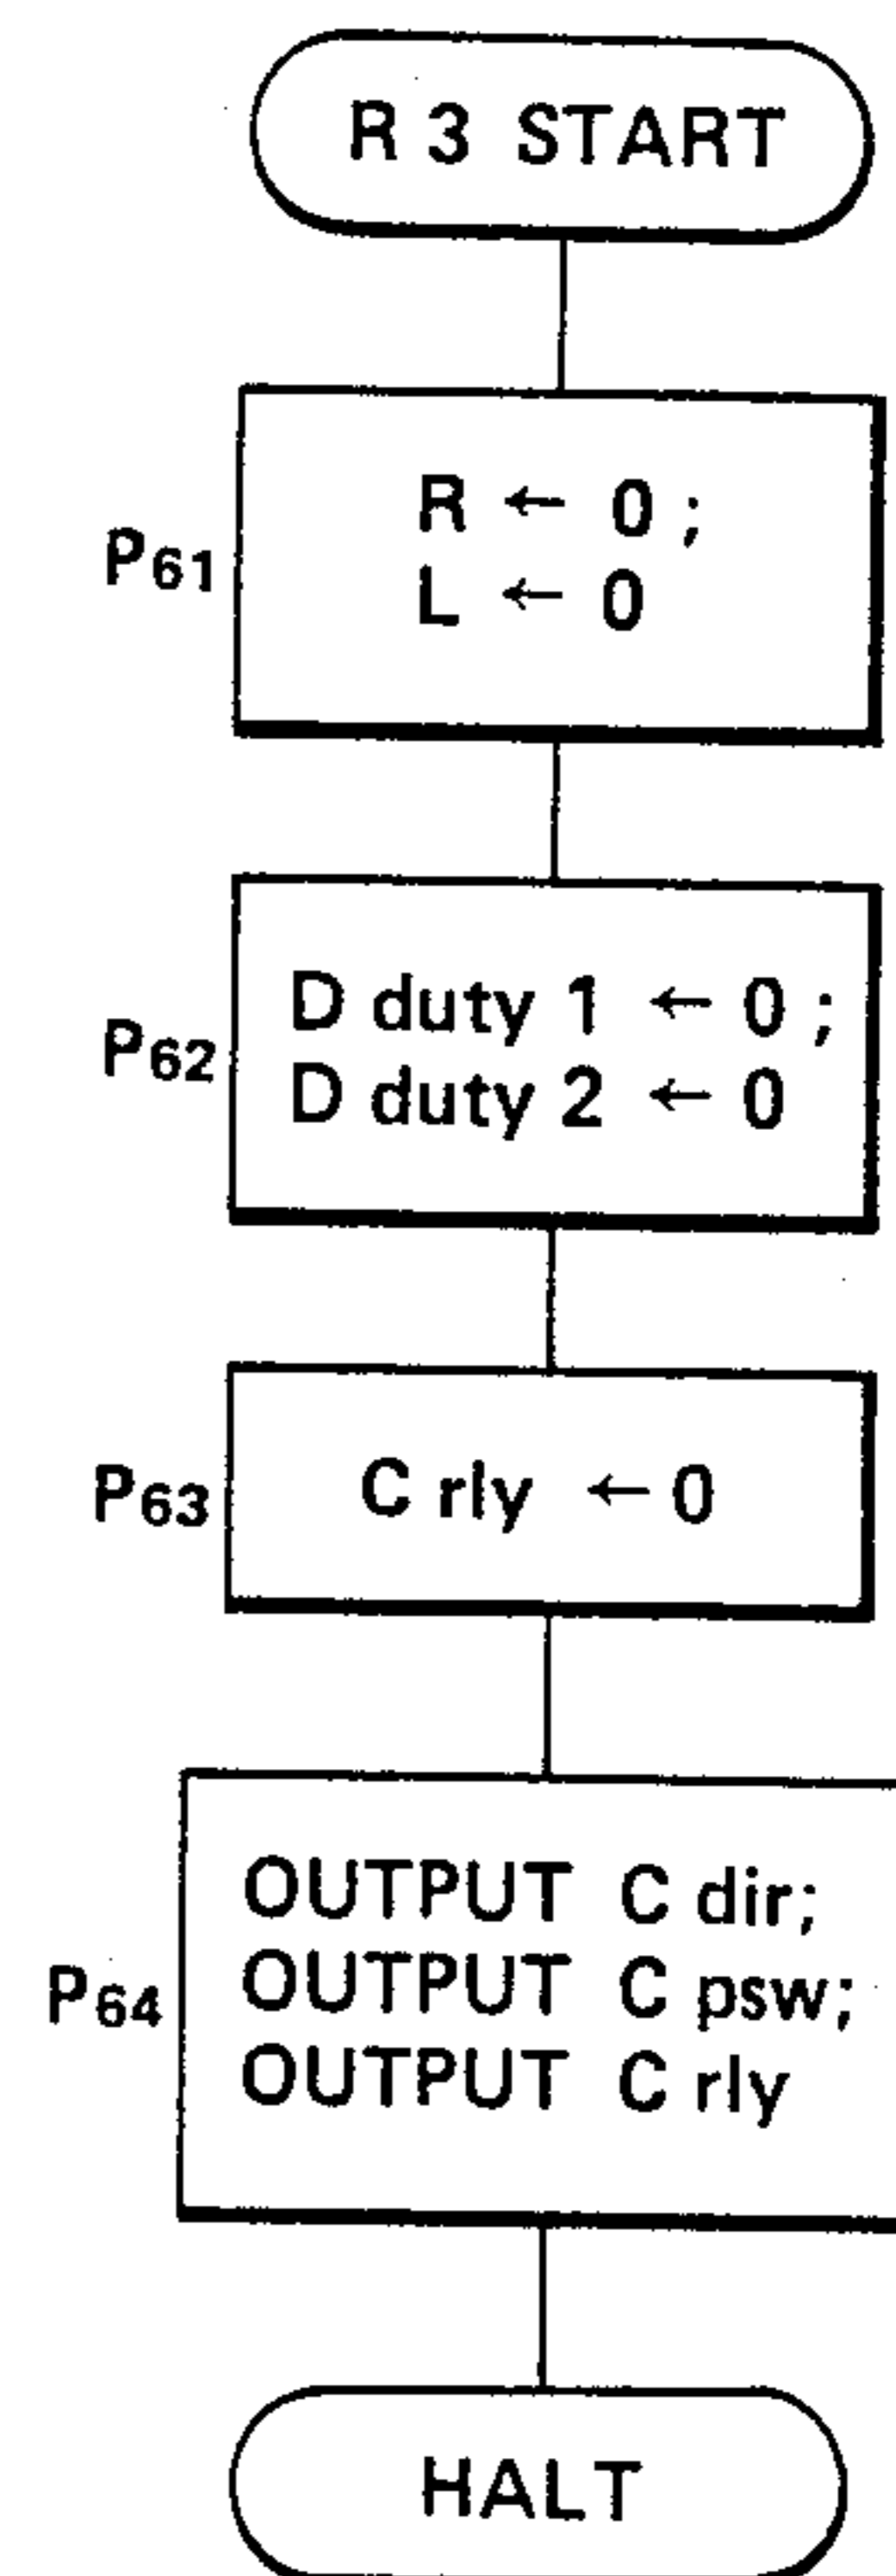 R 3 START
P61
R ← 0 ;
L ← 0
P62
D duty 1 ← 0 ;
D duty 2 ← 0
P63
C rly ← 0
P64
OUTPUT C dir;
OUTPUT C psw;
OUTPUT C rly
HALT